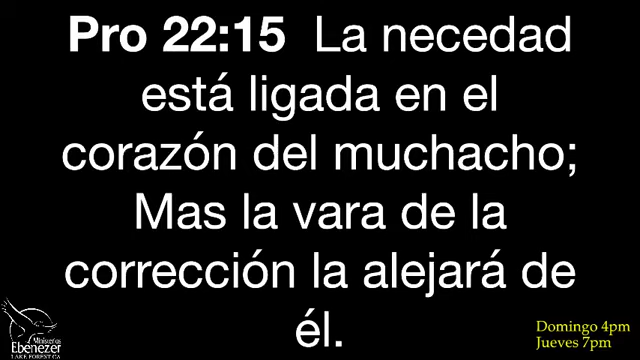 Pro 22:15 La necedad
está ligada en el
corazón del muchacho;
Mas la vara de la
corrección la alejará de
él.
Ministerios
Ebenezer
LAKE FOREST CA
Domingo 4pm
Jueves 7pm